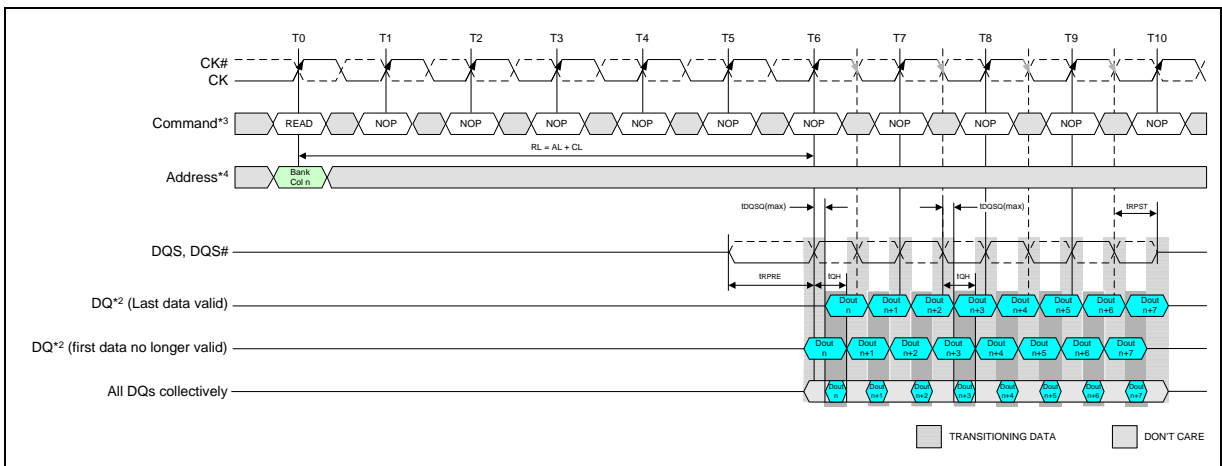 T0 T1 T2 T3 T4 T5 T6 T7 T8 T9 T10
CK#
CK
Command*3 READ NOP NOP NOP NOP NOP NOP NOP NOP NOP NOP
RL = AL + CL
Address*4 Bank
Col n
tDQSQ(max) tDQSQ(max) tRPST
DQS, DQS#
tRPRE tQH tQH
DQ*2 (Last data valid) Dout Dout Dout Dout Dout Dout Dout Dout
n n+1 n+2 n+3 n+4 n+5 n+6 n+7
DQ*2 (first data no longer valid) Dout Dout Dout Dout Dout Dout Dout Dout
n n+1 n+2 n+3 n+4 n+5 n+6 n+7
All DQs collectively Dout Dout Dout Dout Dout Dout Dout Dout
n n+1 n+2 n+3 n+4 n+5 n+6 n+7
TRANSITIONING DATA DON'T CARE